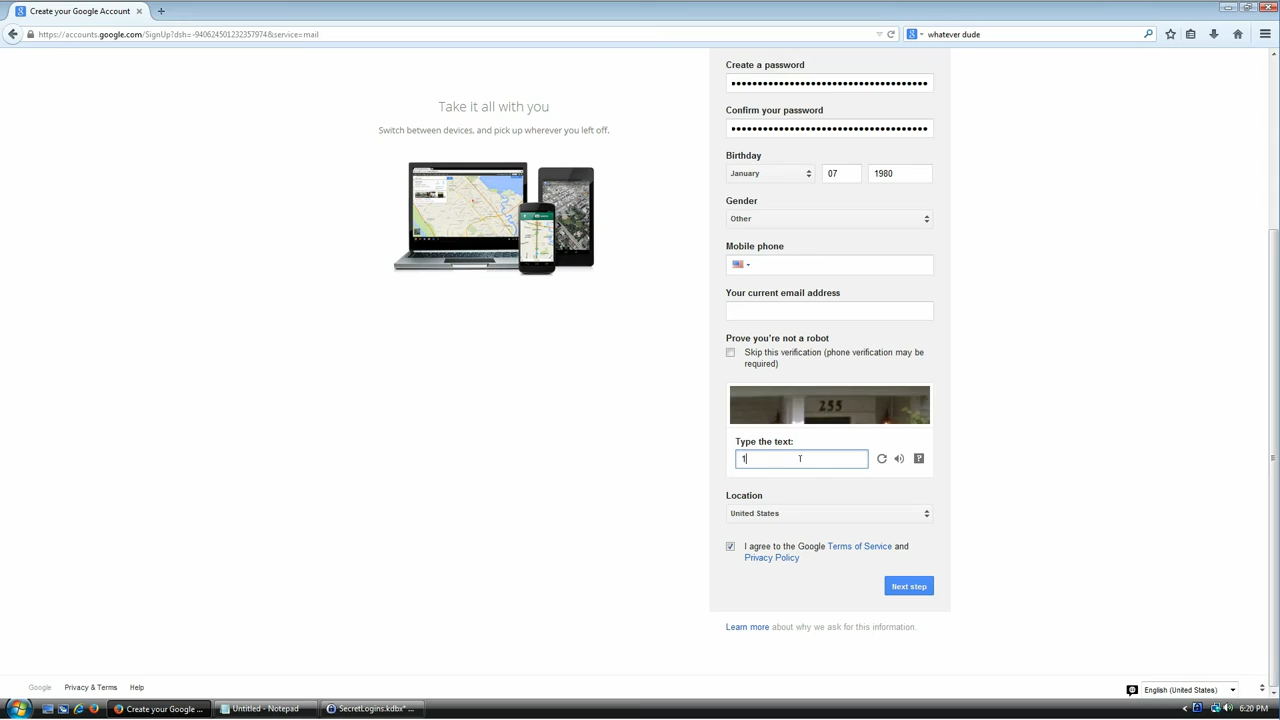 Create your Google Account
https://accounts.google.com/SignUp?dsh=-940624501232357974&service=mail
whatever dude
Take it all with you
Switch between devices, and pick up wherever you left off.
Create a password
Confirm your password
Birthday
January 07 1980
Gender
Other
Mobile phone
Your current email address
Prove you're not a robot
Skip this verification (phone verification may be
required)
255
Type the text:
1
Location
United States
I agree to the Google Terms of Service and
Privacy Policy
Next step
Learn more about why we ask for this information.
Google Privacy & Terms Help
English (United States)
Create your Google ... Untitled - Notepad SecretLogins.kdbx* ... 6:20 PM